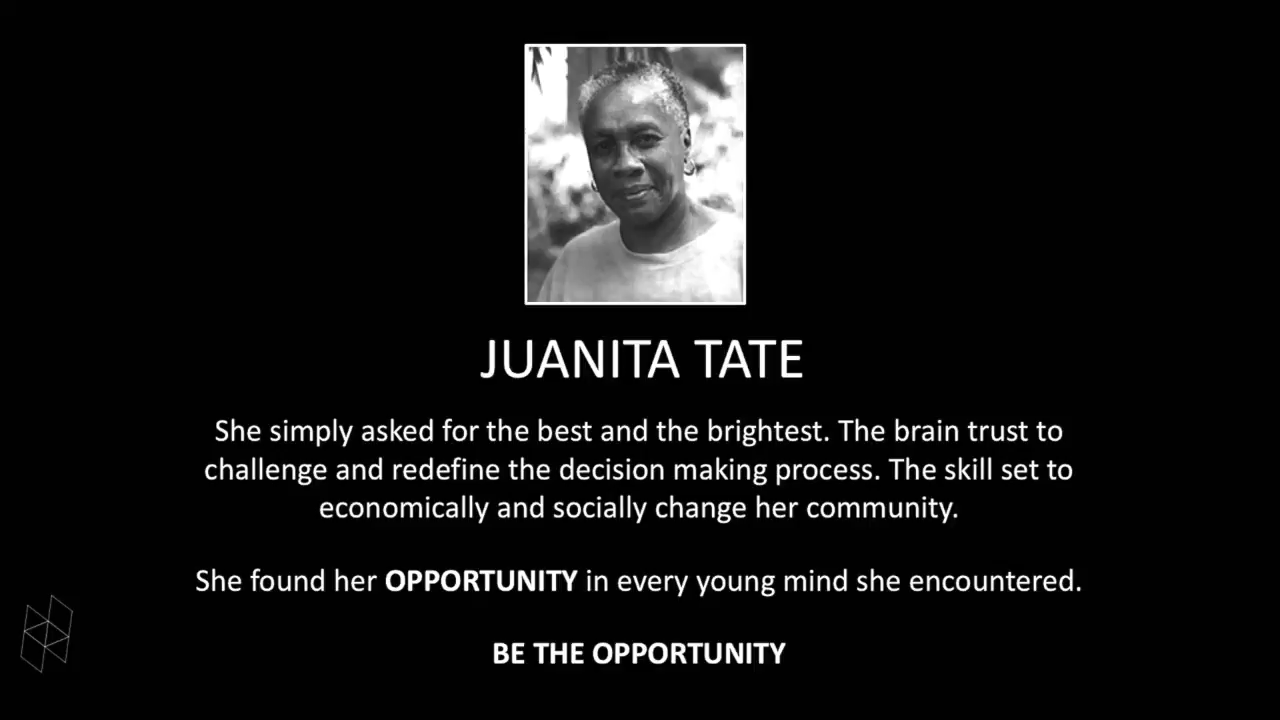 JUANITA TATE
She simply asked for the best and the brightest. The brain trust to
challenge and redefine the decision making process. The skill set to
economically and socially change her community.
She found her OPPORTUNITY in every young mind she encountered.
BE THE OPPORTUNITY